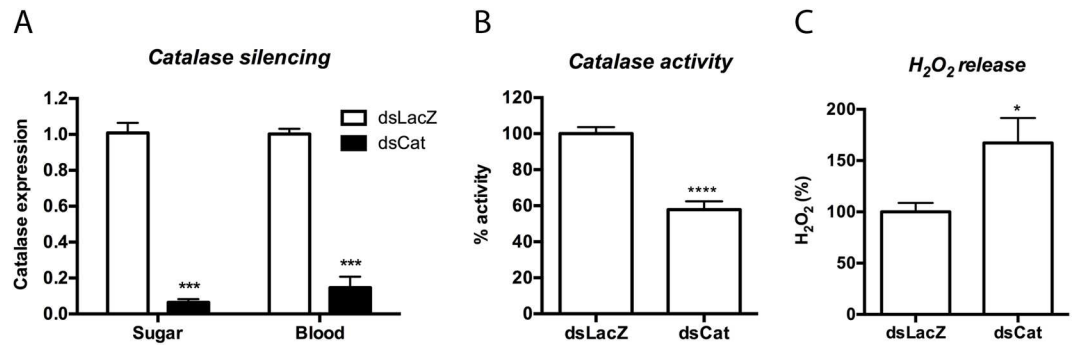 A
Catalase silencing
Catalase expression
1.2
1.0
0.8
0.6
0.4
0.2
0.0
dsLacZ
dsCat
***
***
Sugar
Blood
B
Catalase activity
% activity
120
100
80
60
40
20
0
****
dsLacZ
dsCat
C
H₂O₂ release
H₂O₂ (%)
200
150
100
50
0
*
dsLacZ
dsCat